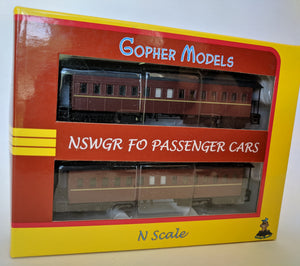 GOPHER MODELS
NSWGR FO PASSENGER CARS
N Scale